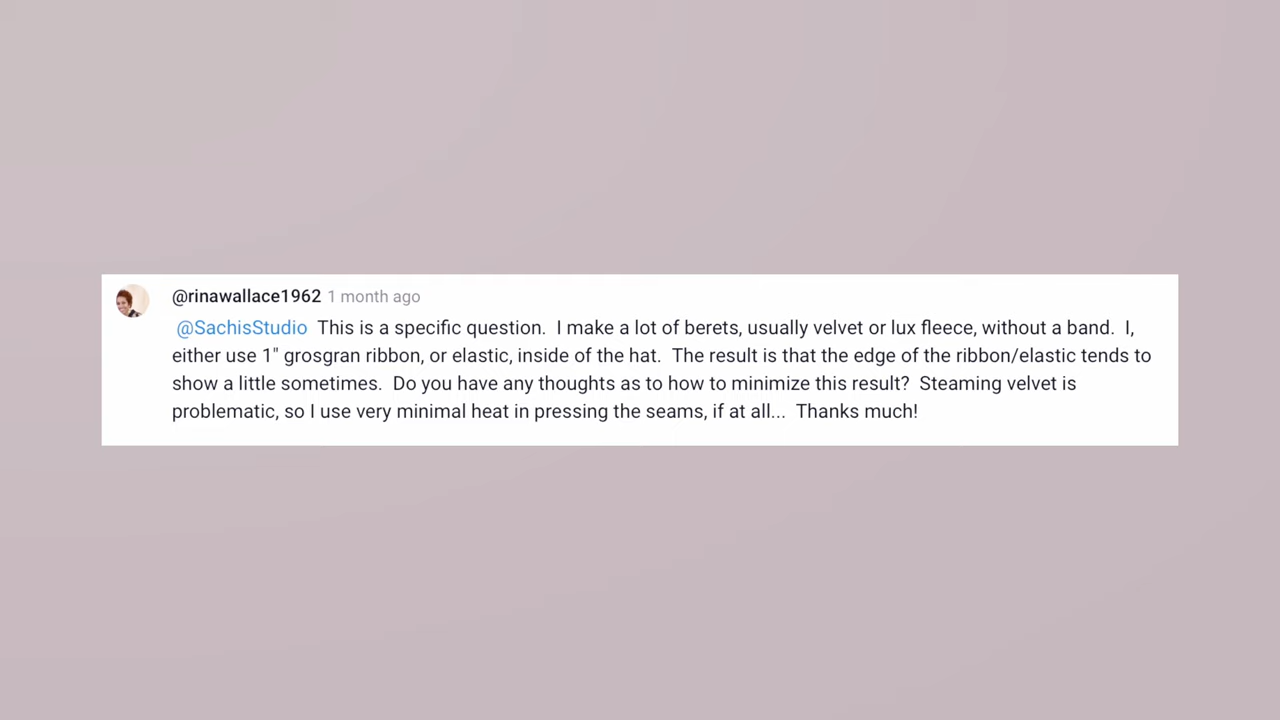 @rinawallace1962 1 month ago
@SachisStudio This is a specific question. I make a lot of berets, usually velvet or lux fleece, without a band. I,
either use 1" grosgran ribbon, or elastic, inside of the hat. The result is that the edge of the ribbon/elastic tends to
show a little sometimes. Do you have any thoughts as to how to minimize this result? Steaming velvet is
problematic, so I use very minimal heat in pressing the seams, if at all... Thanks much!